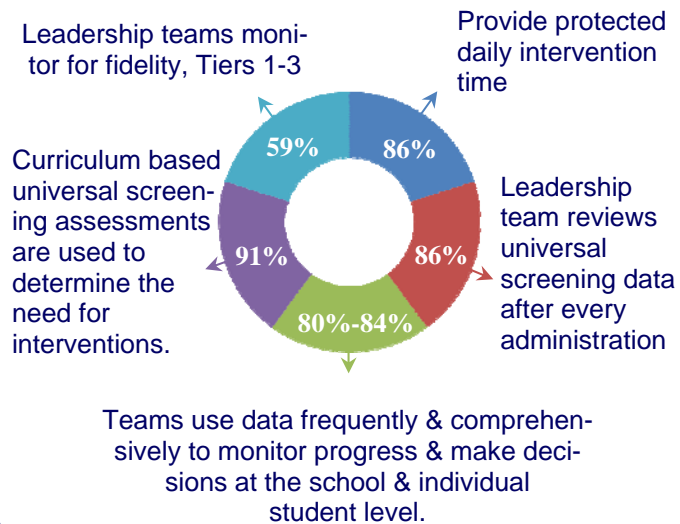 Leadership teams moni-
tor for fidelity, Tiers 1-3
Provide protected
daily intervention
time
59%
86%
Curriculum based
universal screen-
ing assessments
are used to
determine the
need for
interventions.
91%
86%
Leadership
team reviews
universal
screening data
after every
administration
80%-84%
Teams use data frequently & comprehen-
sively to monitor progress & make deci-
sions at the school & individual
student level.